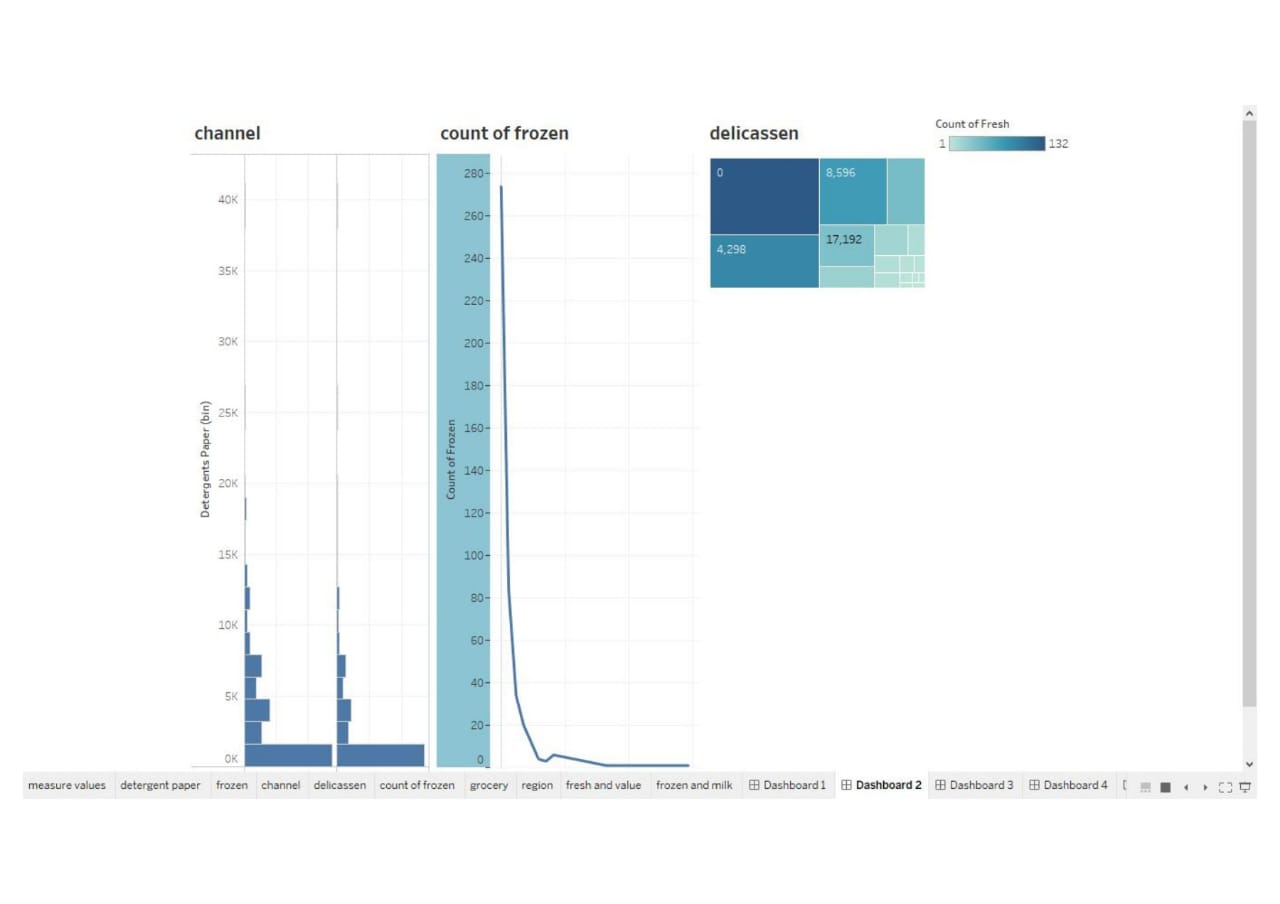 channel
40K
35K
30K
25K
20K
15K
10K
5K
0K
Detergents Paper (bin)
count of frozen
280
260
240
220
200
180
160
140
120
100
80
60
40
20
0
Count of Frozen
delicassen
0
8,596
4,298
17,192
Count of Fresh
1 132
measure values detergent paper frozen channel delicassen count of frozen grocery region fresh and value frozen and milk Dashboard 1 Dashboard 2 Dashboard 3 Dashboard 4